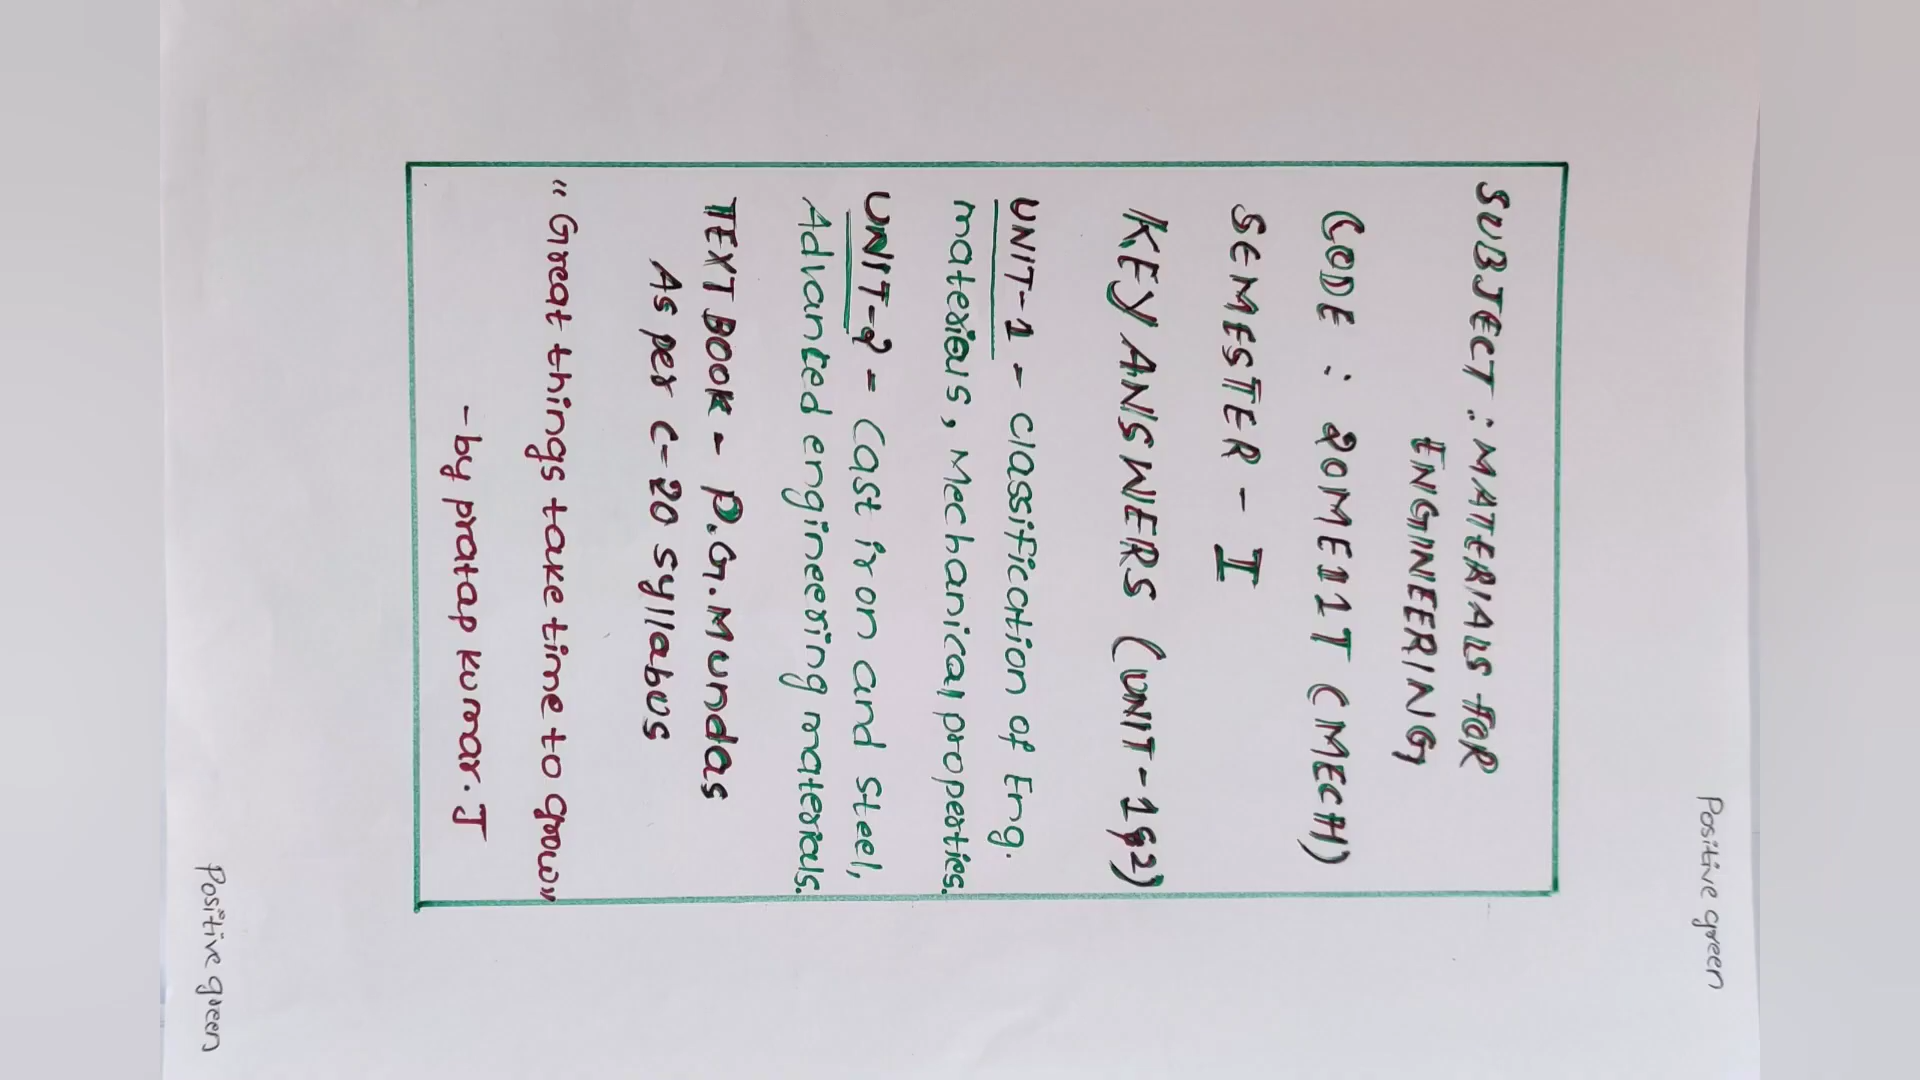 Positive green
SUBJECT : MATERIALS FOR
ENGINEERING
CODE : 20ME11T (MECH)
SEMESTER - I
KEY ANSWERS (UNIT-1&2)
UNIT-1 - Classification of Eng.
materials, Mechanical properties.
UNIT-2 - Cast iron and steel,
Advanced engineering materials.
TEXT BOOK - P.G.Mundas
As per C-20 syllabus
"Great things take time to grow"
- by pratap kumar.J
Positive green